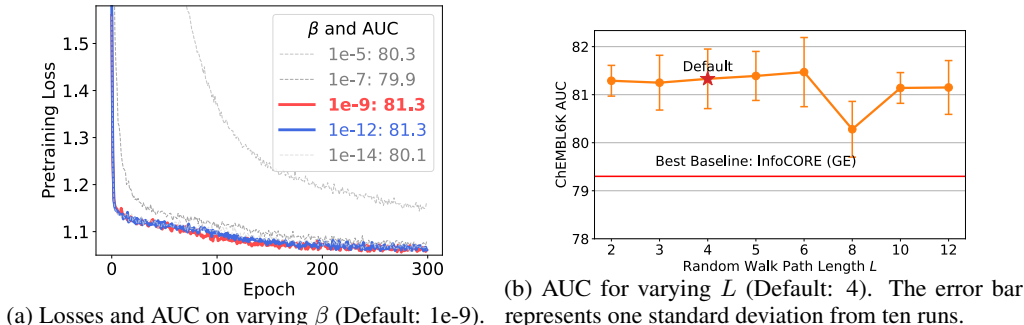 1.5
1.4
1.3
1.2
1.1
Pretraining Loss
0
100
200
300
Epoch
β and AUC
1e-5: 80.3
1e-7: 79.9
1e-9: 81.3
1e-12: 81.3
1e-14: 80.1
(a) Losses and AUC on varying β (Default: 1e-9).
82
81
80
79
78
ChEMBL6K AUC
Default
Best Baseline: InfoCORE (GE)
2
3
4
5
6
8
10
12
Random Walk Path Length L
(b) AUC for varying L (Default: 4). The error bar
represents one standard deviation from ten runs.